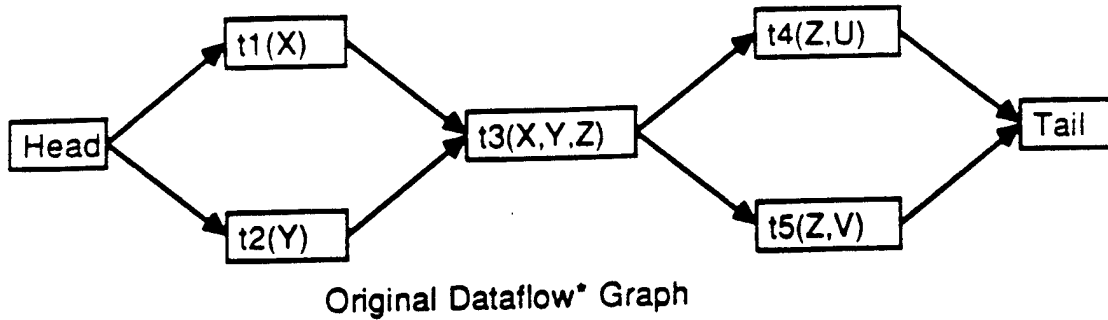 t1(X)
t4(Z,U)
Head
t3(X,Y,Z)
Tail
t2(Y)
t5(Z,V)
Original Dataflow* Graph